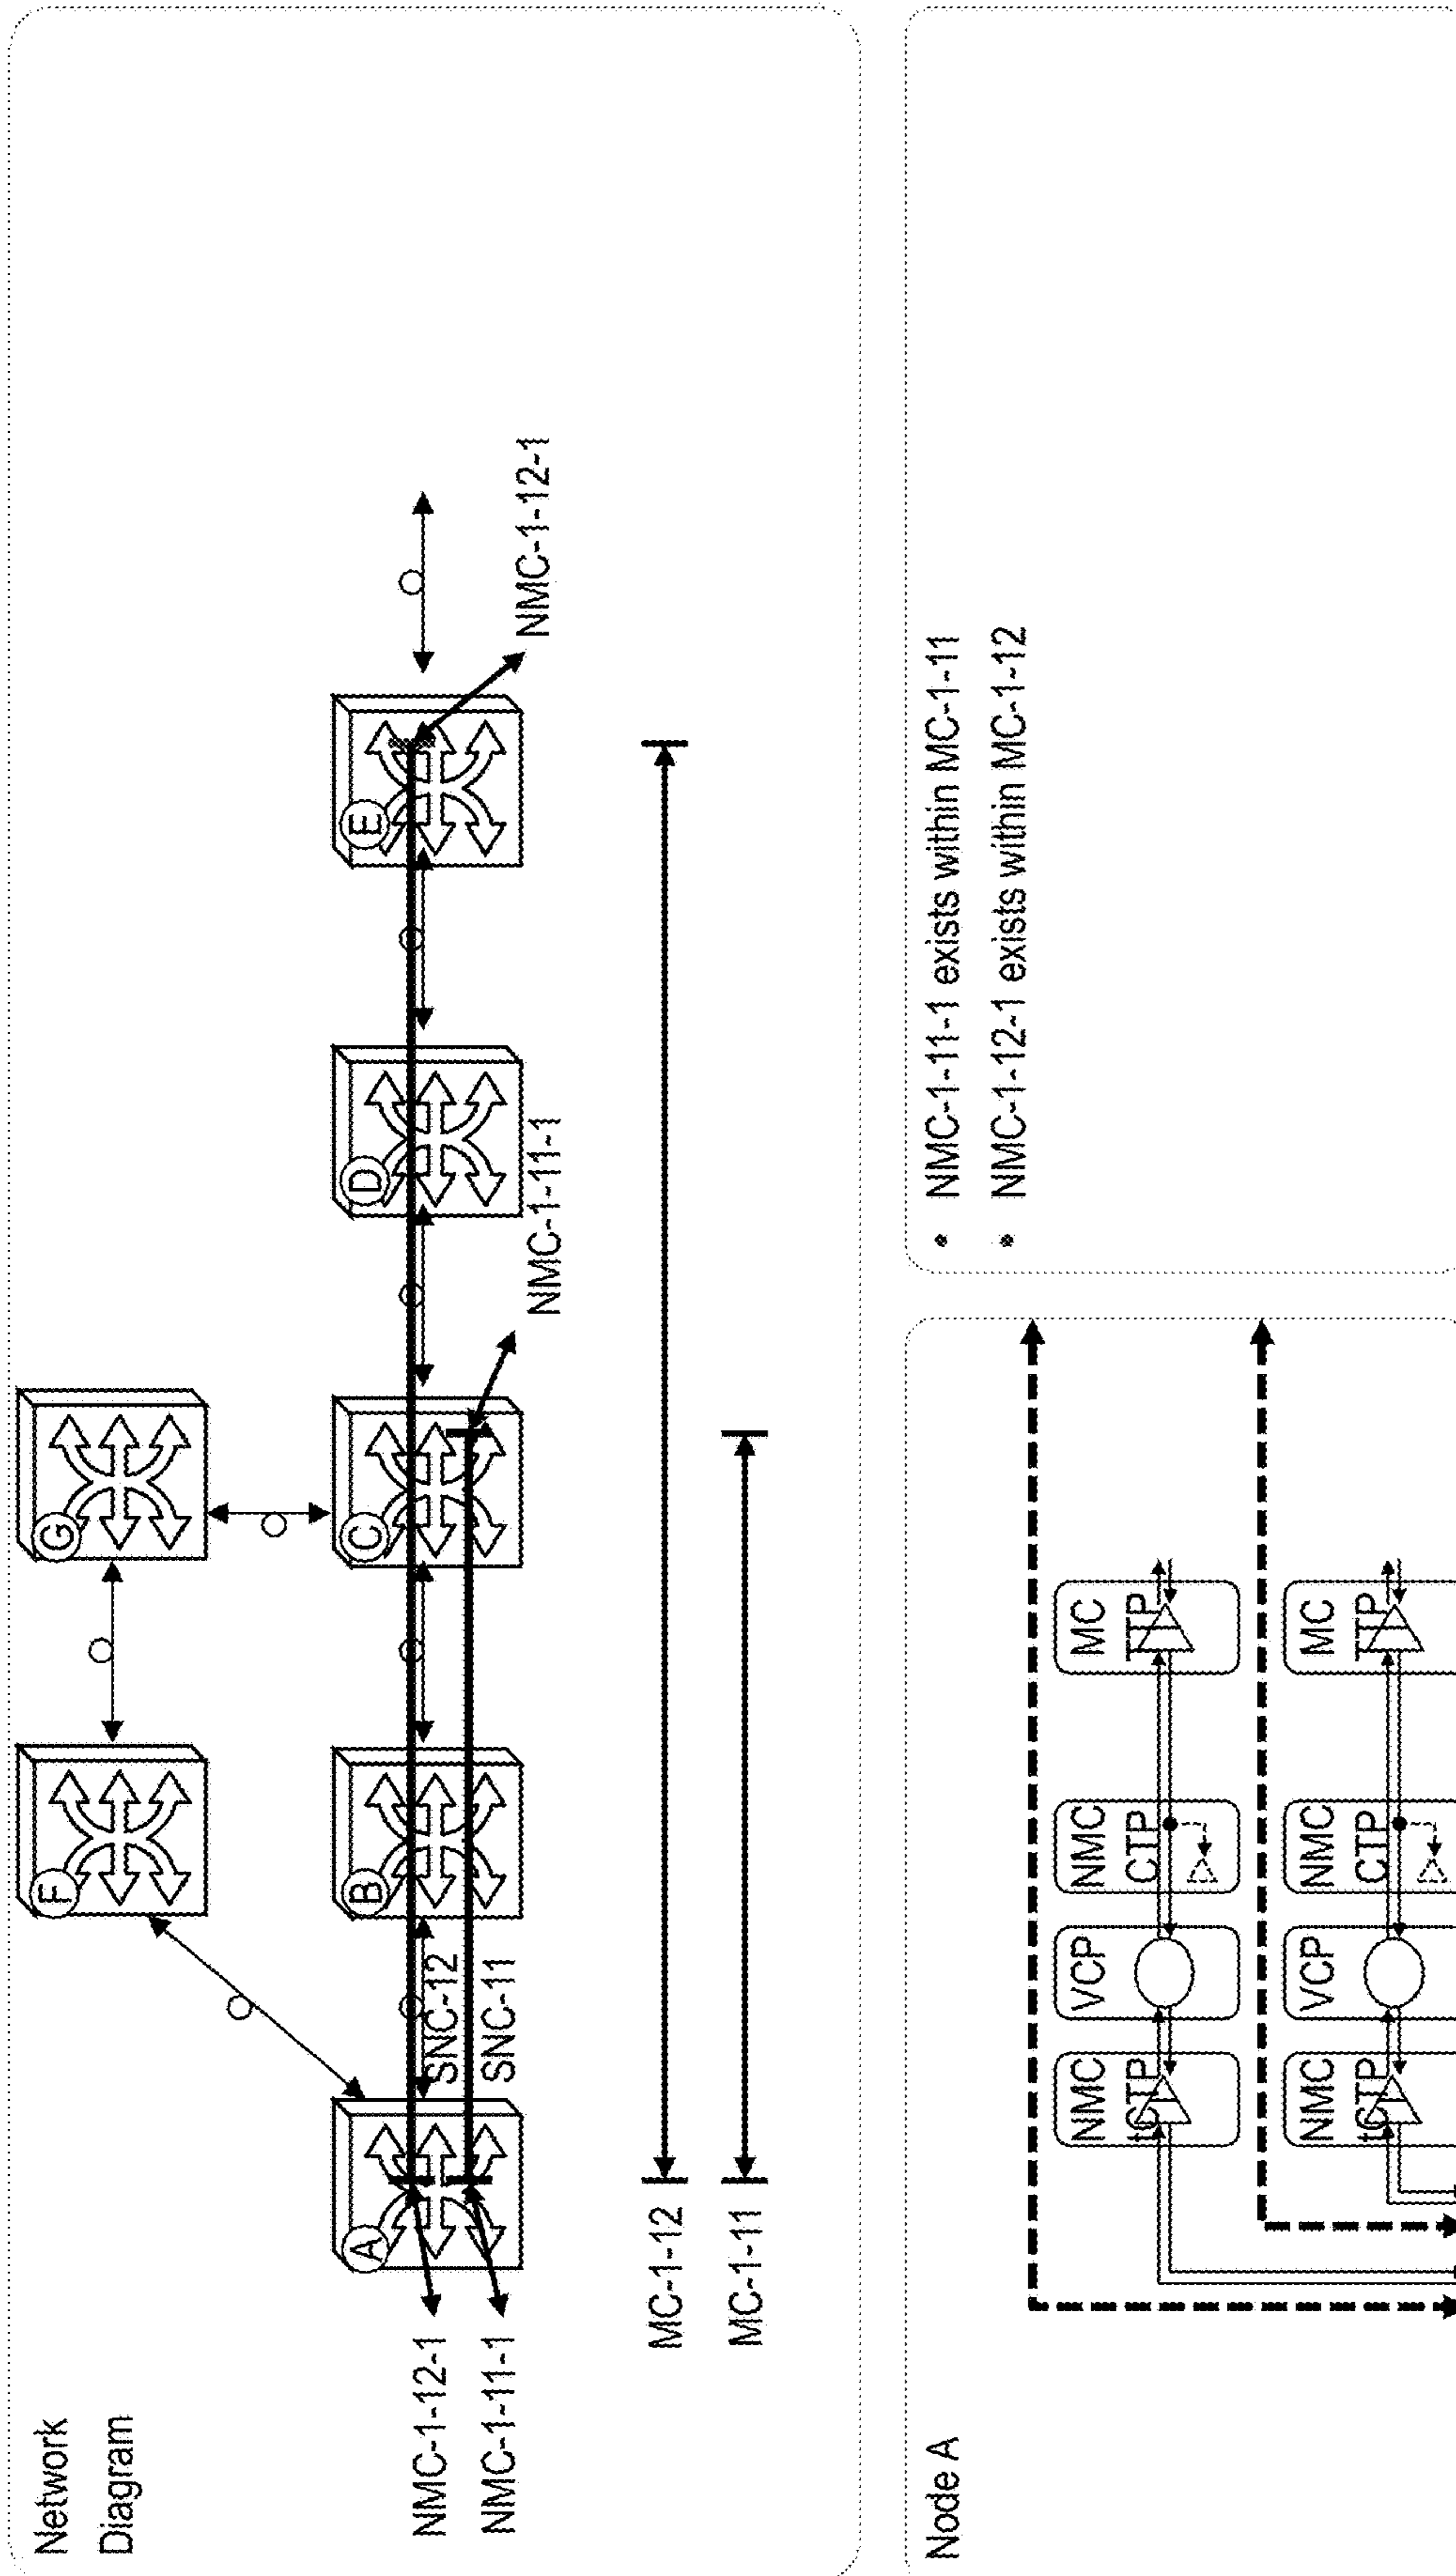 Network
Diagram
F
G
A
B
C
D
E
NMC-1-12-1
NMC-1-11-1
SNC-12
SNC-11
NMC-1-11-1
NMC-1-12-1
MC-1-12
MC-1-11
Node A
NMC
tCTP
VCP
NMC
CTP
MC
TTP
NMC
tCTP
VCP
NMC
CTP
MC
TTP
• NMC-1-11-1 exists within MC-1-11
• NMC-1-12-1 exists within MC-1-12